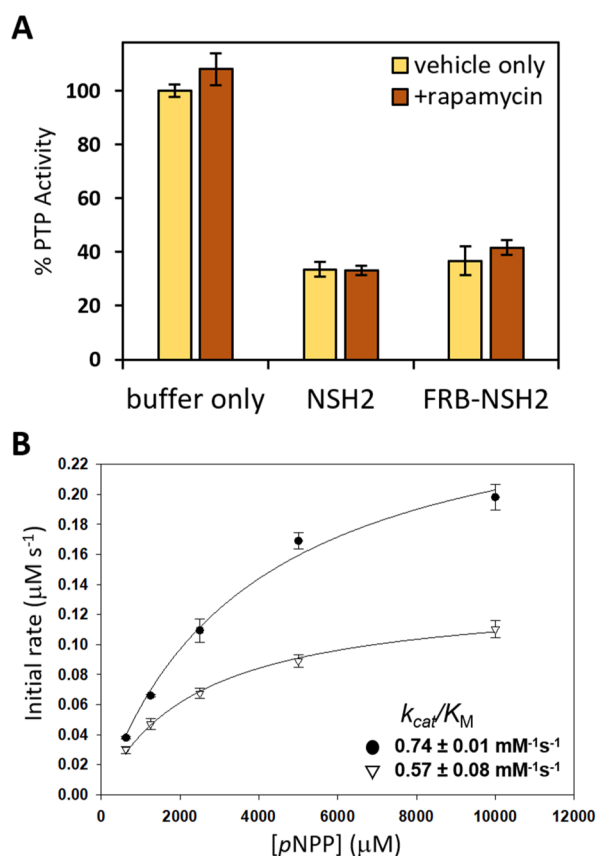 A
vehicle only
+rapamycin
% PTP Activity
100
80
60
40
20
0
buffer only NSH2 FRB-NSH2
B
Initial rate (μM s-1)
0.22
0.20
0.18
0.16
0.14
0.12
0.10
0.08
0.06
0.04
0.02
0.00
kcat/KM
0.74 ± 0.01 mM-1s-1
0.57 ± 0.08 mM-1s-1
0 2000 4000 6000 8000 10000 12000
[pNPP] (μM)